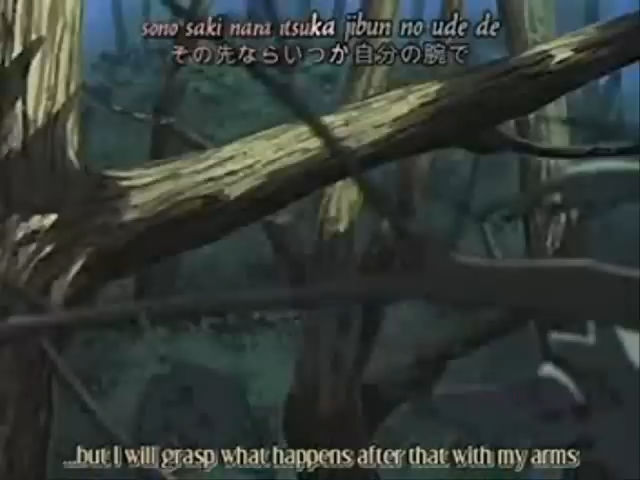 sono saki nara itsuka jibun no ude de
その先ならいつか自分の腕で
...but I will grasp what happens after that with my arms